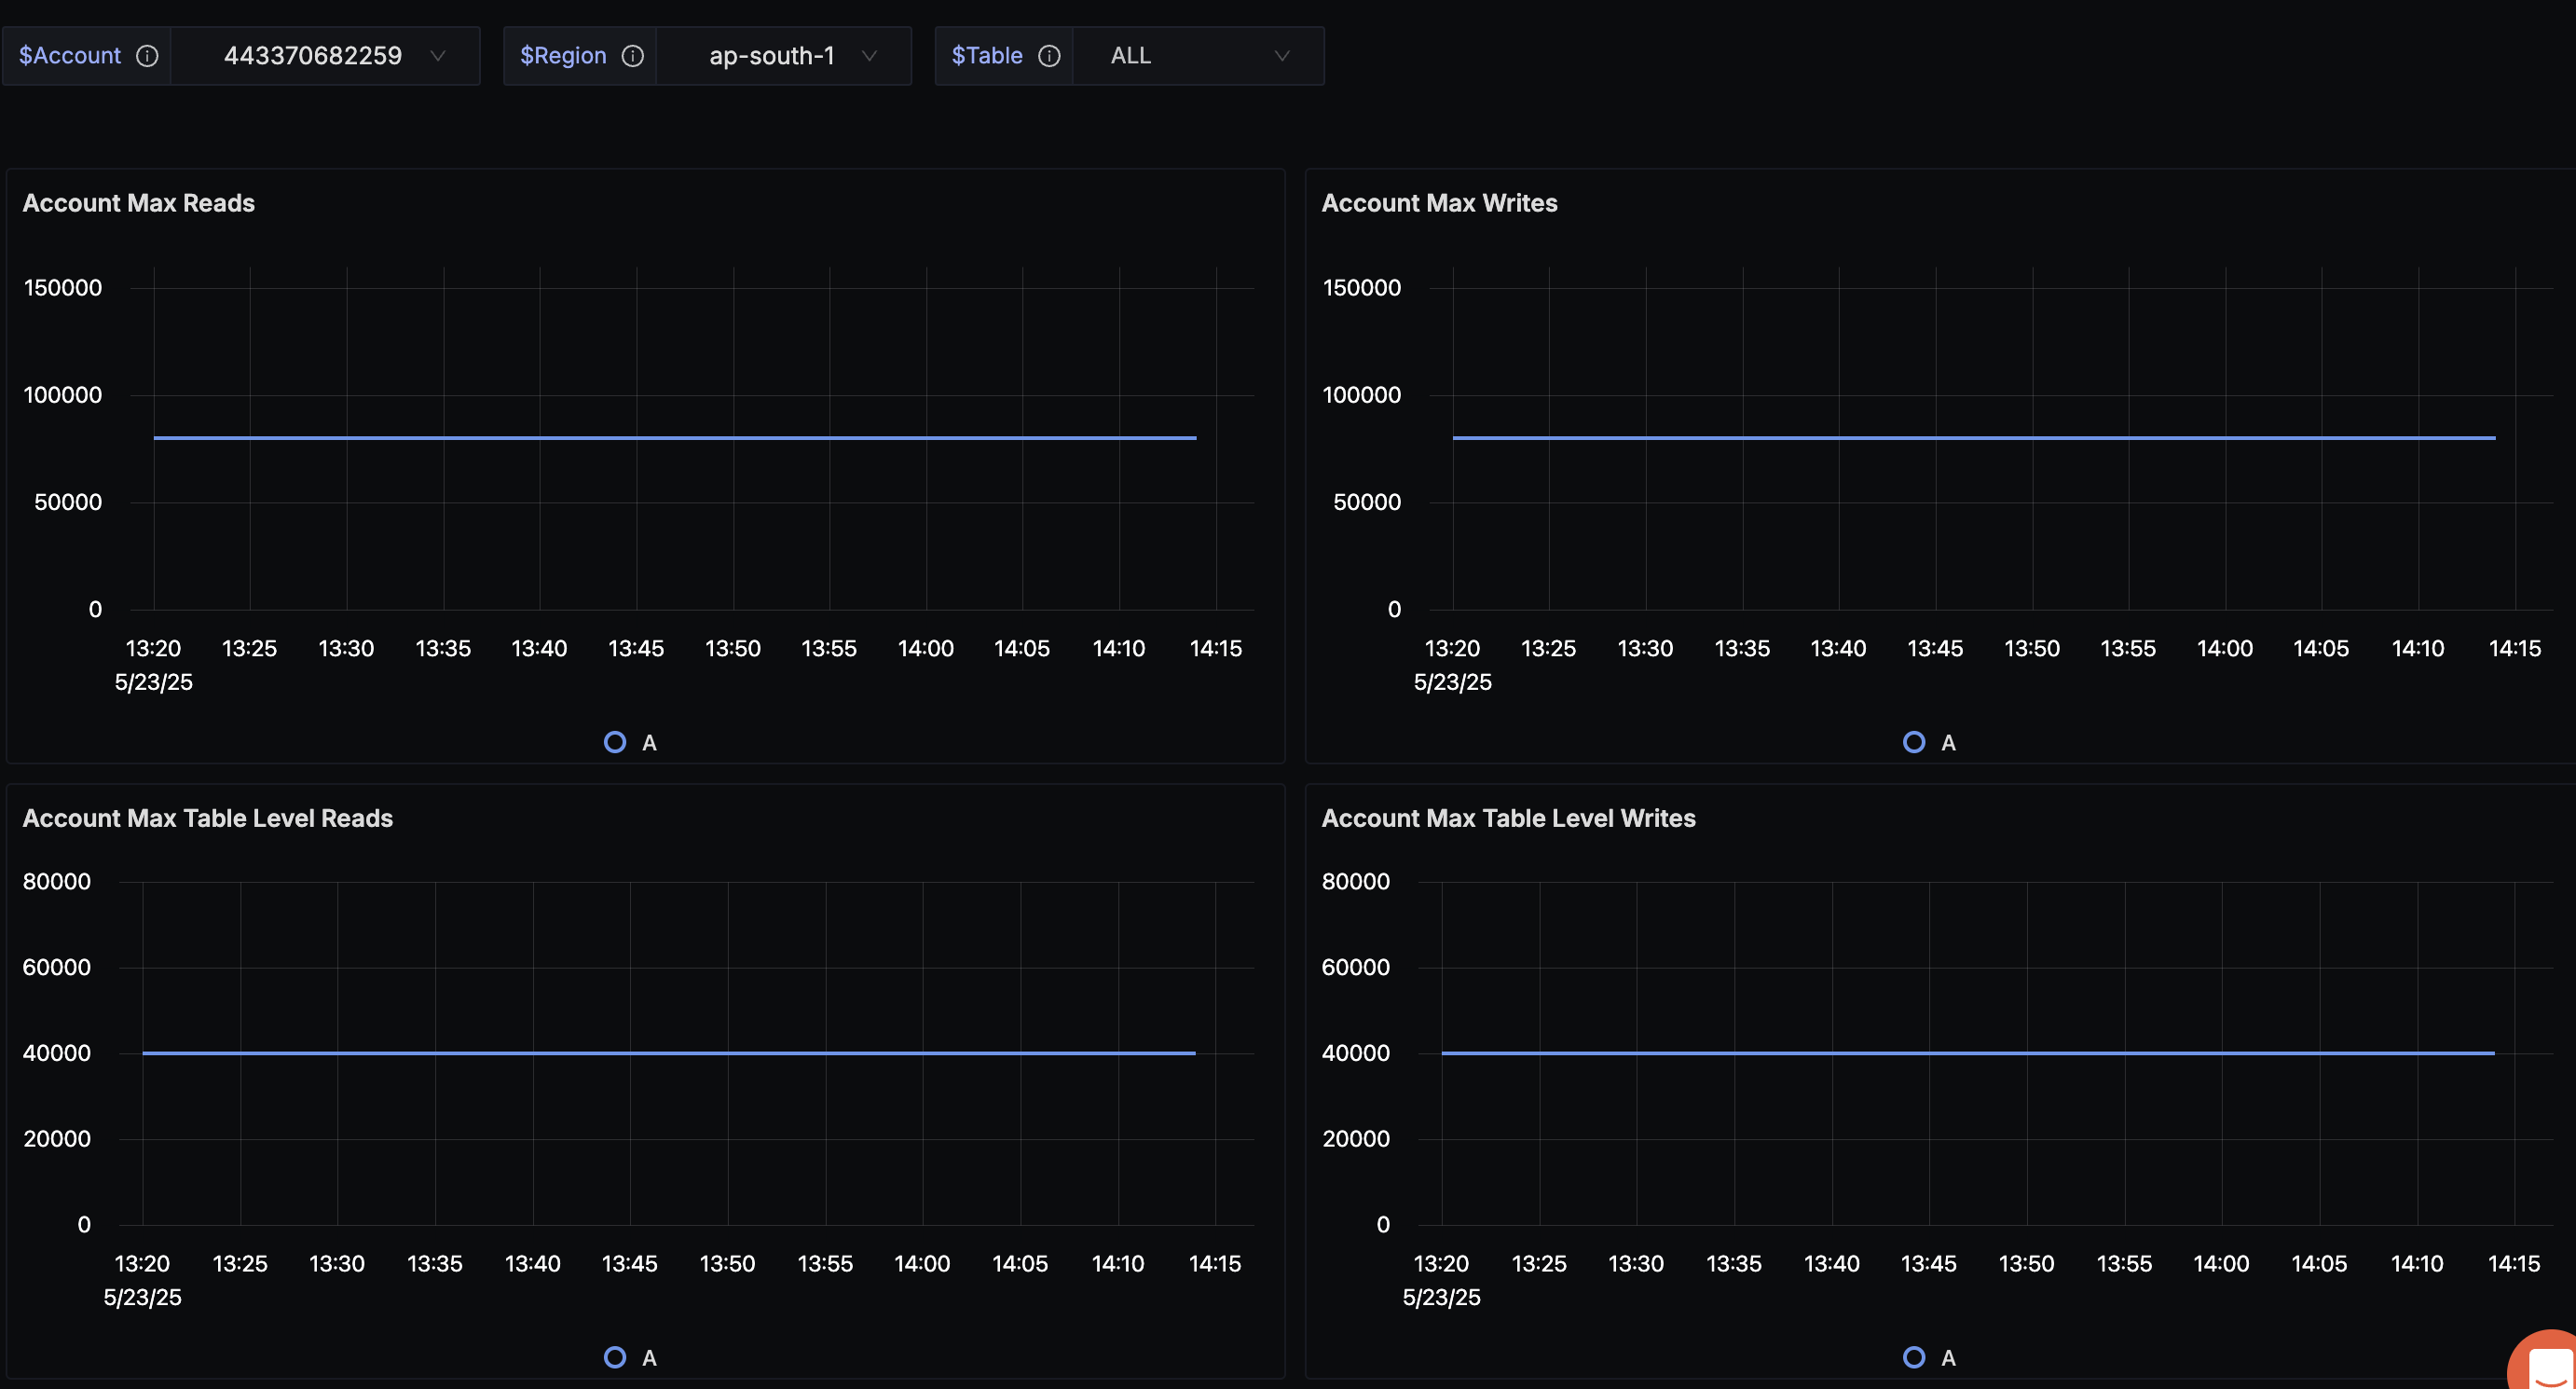 $Account 443370682259 $Region ap-south-1 $Table ALL
Account Max Reads
150000
100000
50000
0
13:20 13:25 13:30 13:35 13:40 13:45 13:50 13:55 14:00 14:05 14:10 14:15
5/23/25
A
Account Max Writes
150000
100000
50000
0
13:20 13:25 13:30 13:35 13:40 13:45 13:50 13:55 14:00 14:05 14:10 14:15
5/23/25
A
Account Max Table Level Reads
80000
60000
40000
20000
0
13:20 13:25 13:30 13:35 13:40 13:45 13:50 13:55 14:00 14:05 14:10 14:15
5/23/25
A
Account Max Table Level Writes
80000
60000
40000
20000
0
13:20 13:25 13:30 13:35 13:40 13:45 13:50 13:55 14:00 14:05 14:10 14:15
5/23/25
A